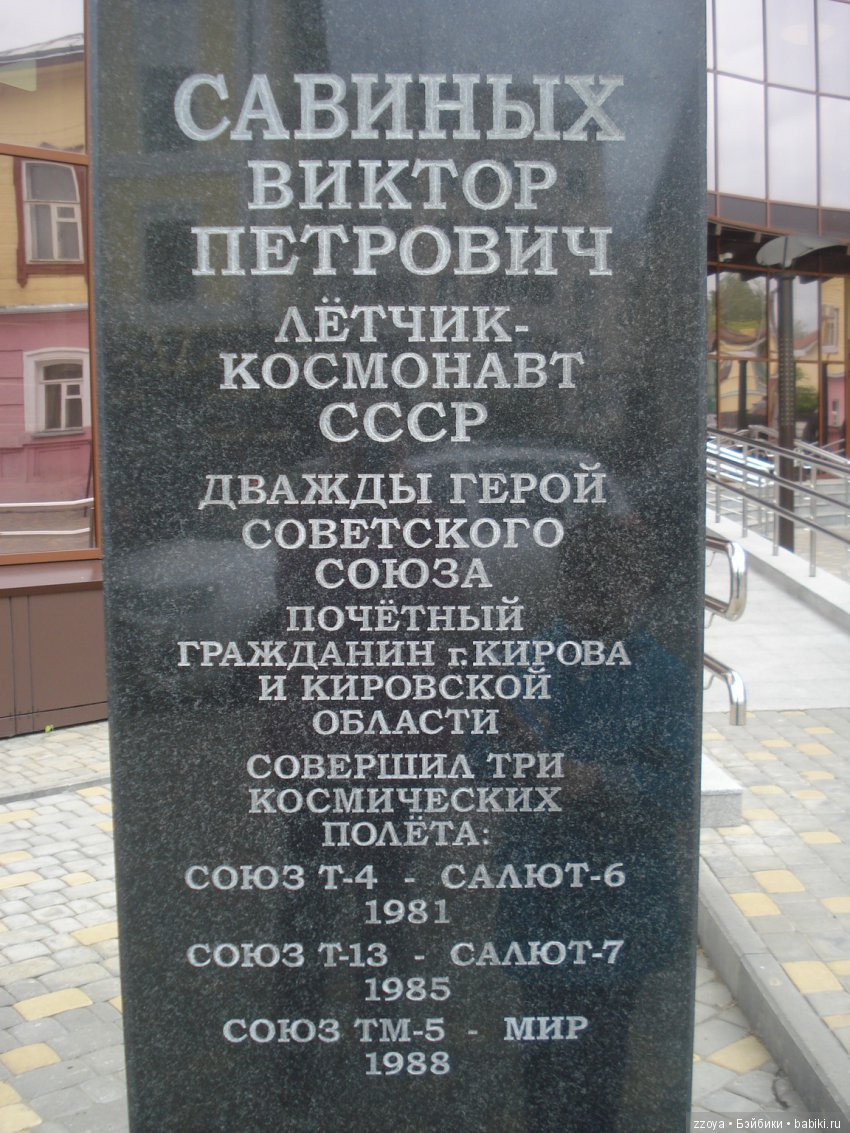 САВИНЫХ
ВИКТОР
ПЕТРОВИЧ
ЛЁТЧИК-
КОСМОНАВТ
СССР
ДВАЖДЫ ГЕРОЙ
СОВЕТСКОГО
СОЮЗА
ПОЧЁТНЫЙ
ГРАЖДАНИН г.КИРОВА
И КИРОВСКОЙ
ОБЛАСТИ
СОВЕРШИЛ ТРИ
КОСМИЧЕСКИХ
ПОЛЁТА:
СОЮЗ Т-4 - САЛЮТ-6
1981
СОЮЗ Т-13 - САЛЮТ-7
1985
СОЮЗ ТМ-5 - МИР
1988
zzoya • Бэйбики • babiki.ru